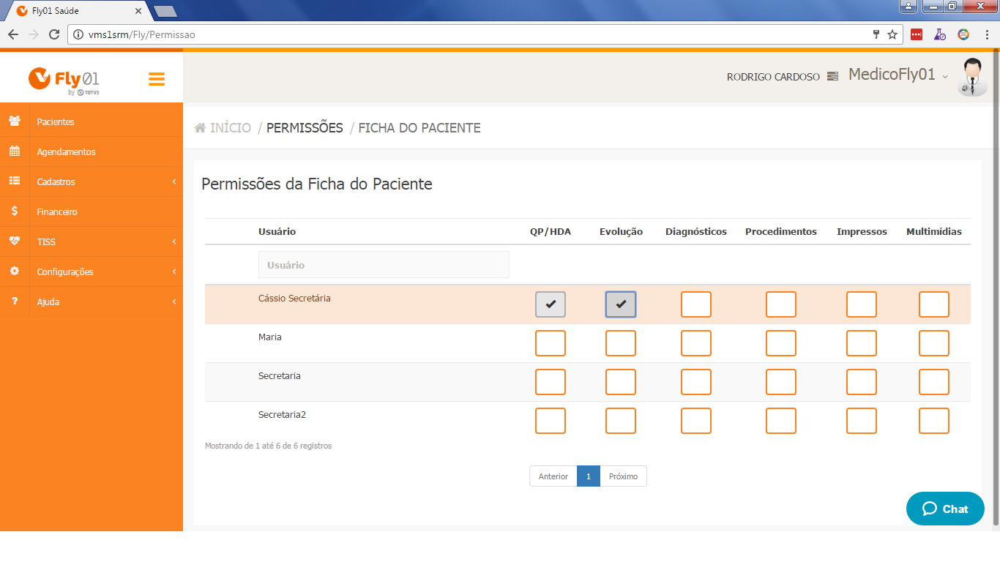 Fly01 Saúde
vms1srm/Fly/Permissao
Fly01
by TOTVS
RODRIGO CARDOSO MedicoFly01
Pacientes
Agendamentos
Cadastros
Financeiro
TISS
Configurações
Ajuda
INÍCIO / PERMISSÕES / FICHA DO PACIENTE
Permissões da Ficha do Paciente
Usuário QP/HDA Evolução Diagnósticos Procedimentos Impressos Multimídias
Usuário
Cássio Secretária
Maria
Secretaria
Secretaria2
Mostrando de 1 até 6 de 6 registros
Anterior 1 Próximo
Chat